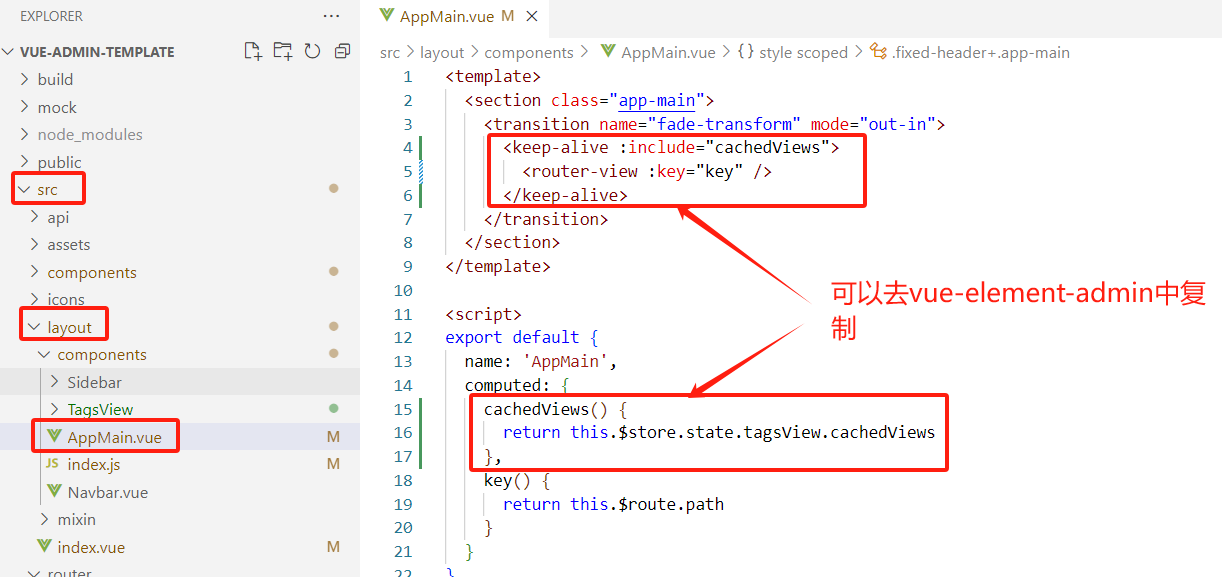 EXPLORER ···
AppMain.vue M
VUE-ADMIN-TEMPLATE
build
mock
node_modules
public
src
api
assets
components
icons
layout
components
Sidebar
TagsView
AppMain.vue M
JS index.js M
Navbar.vue
mixin
index.vue M
router
src > layout > components > AppMain.vue > {} style scoped > .fixed-header+.app-main
1 <template>
2 <section class="app-main">
3 <transition name="fade-transform" mode="out-in">
4 <keep-alive :include="cachedViews">
5 <router-view :key="key" />
6 </keep-alive>
7 </transition>
8 </section>
9 </template>
10
11 <script>
12 export default {
13 name: 'AppMain',
14 computed: {
15 cachedViews() {
16 return this.$store.state.tagsView.cachedViews
17 },
18 key() {
19 return this.$route.path
20 }
21 }
22 }
可以去vue-element-admin中复
制